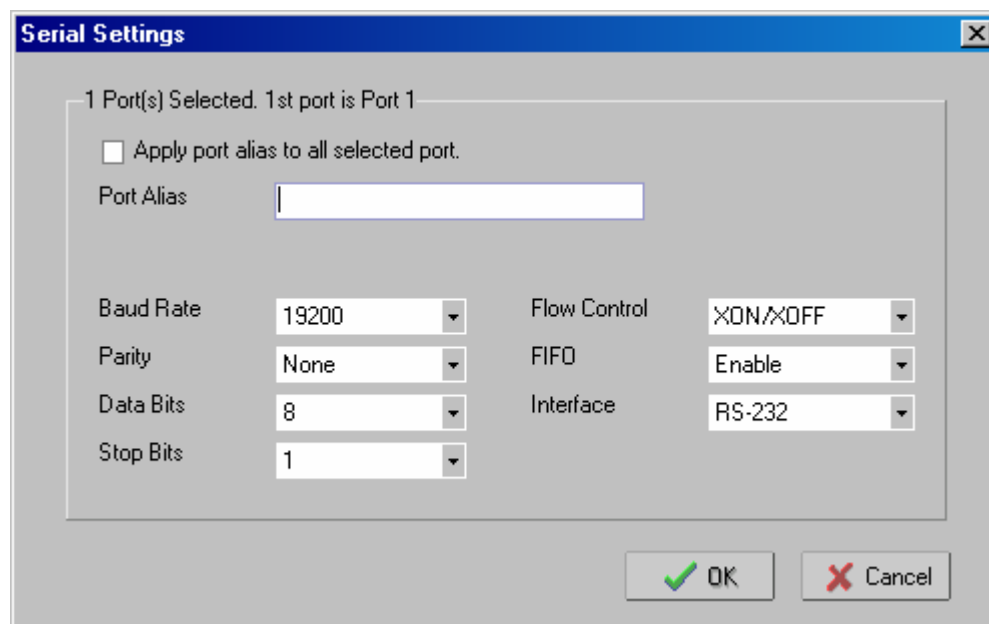 Serial Settings
1 Port(s) Selected. 1st port is Port 1
Apply port alias to all selected port.
Port Alias
Baud Rate 19200 Flow Control XON/XOFF
Parity None FIFO Enable
Data Bits 8 Interface RS-232
Stop Bits 1
OK Cancel